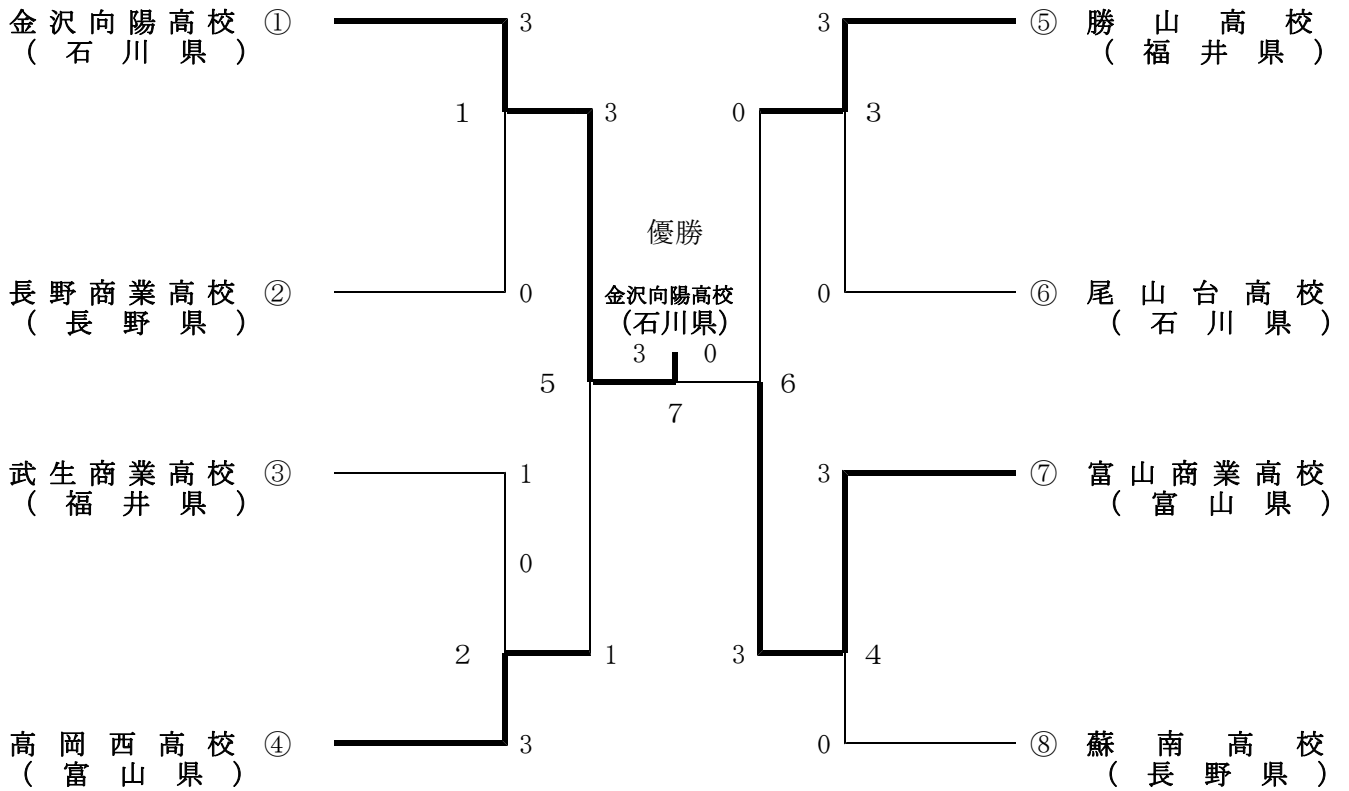 金沢向陽高校 ① 3 3 ⑤ 勝山高校
(石川県) (福井県)
1 3 0 3
優勝
長野商業高校 ② 0 金沢向陽高校 0 ⑥ 尾山台高校
(長野県) (石川県) (石川県)
3 0
5 6
7
武生商業高校 ③ 1 3 ⑦ 富山商業高校
(福井県) (富山県)
0
2 1 3 4
高岡西高校 ④ 3 0 ⑧ 蘇南高校
(富山県) (長野県)